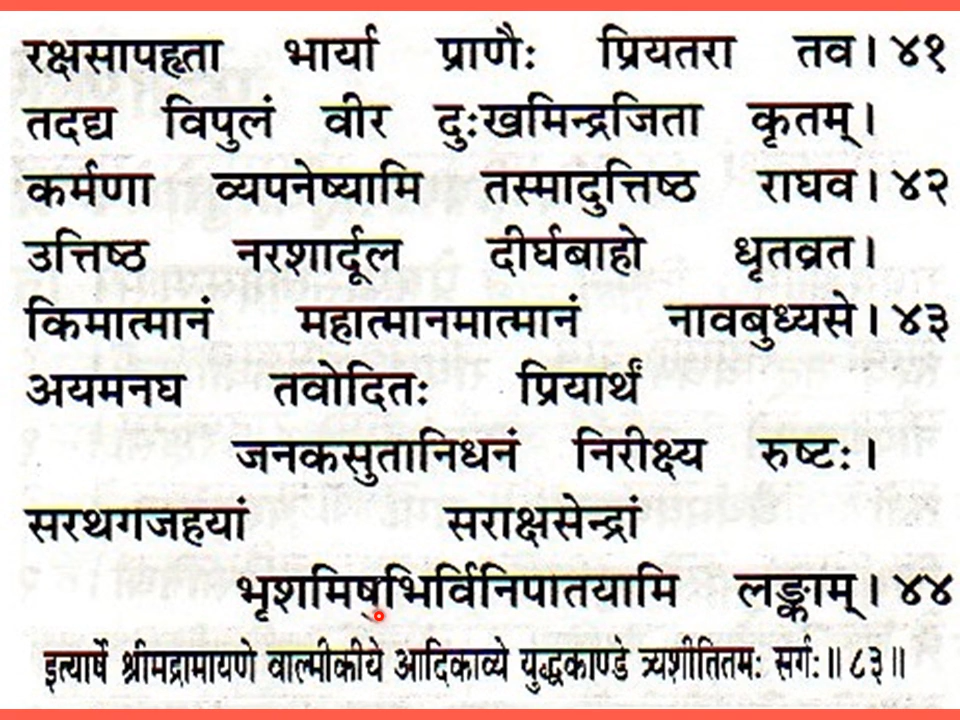 रक्षसापहृता भार्या प्राणैः प्रियतरा तव। ४१
तदद्य विपुलं वीर दुःखमिन्द्रजिता कृतम्।
कर्मणा व्यपनेष्यामि तस्मादुत्तिष्ठ राघव। ४२
उत्तिष्ठ नरशार्दूल दीर्घबाहो धृतव्रत।
किमात्मानं महात्मानमात्मानं नावबुध्यसे। ४३
अयमनघ तवोदितः प्रियार्थं
जनकसुतानिधनं निरीक्ष्य रुष्टः।
सरथगजहयां सराक्षसेन्द्रां
भृशमिषुभिर्विनिपातयामि लङ्काम्। ४४
इत्यार्षे श्रीमद्रामायणे वाल्मीकीये आदिकाव्ये युद्धकाण्डे त्र्यशीतितमः सर्गः॥ ८३॥